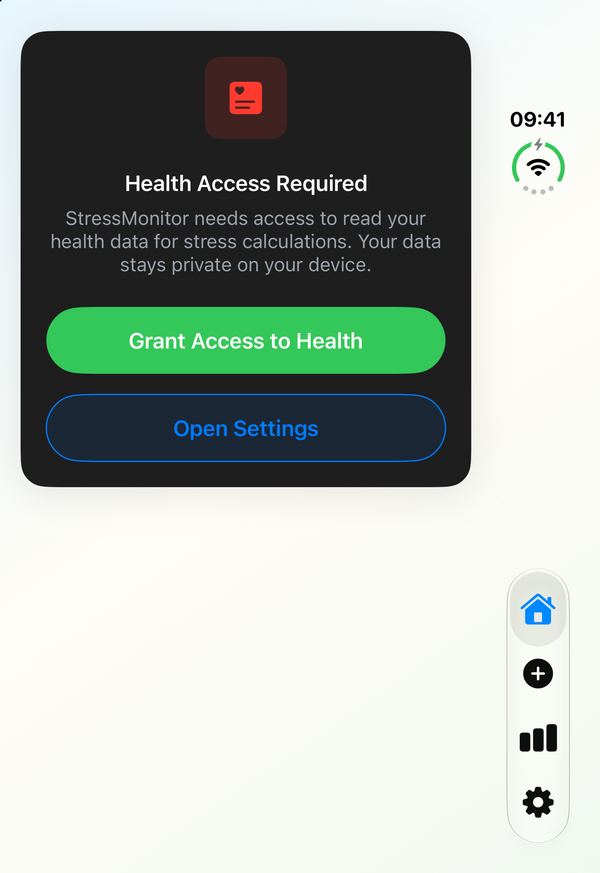 Health Access Required
StressMonitor needs access to read your
health data for stress calculations. Your data
stays private on your device.
Grant Access to Health
Open Settings
09:41